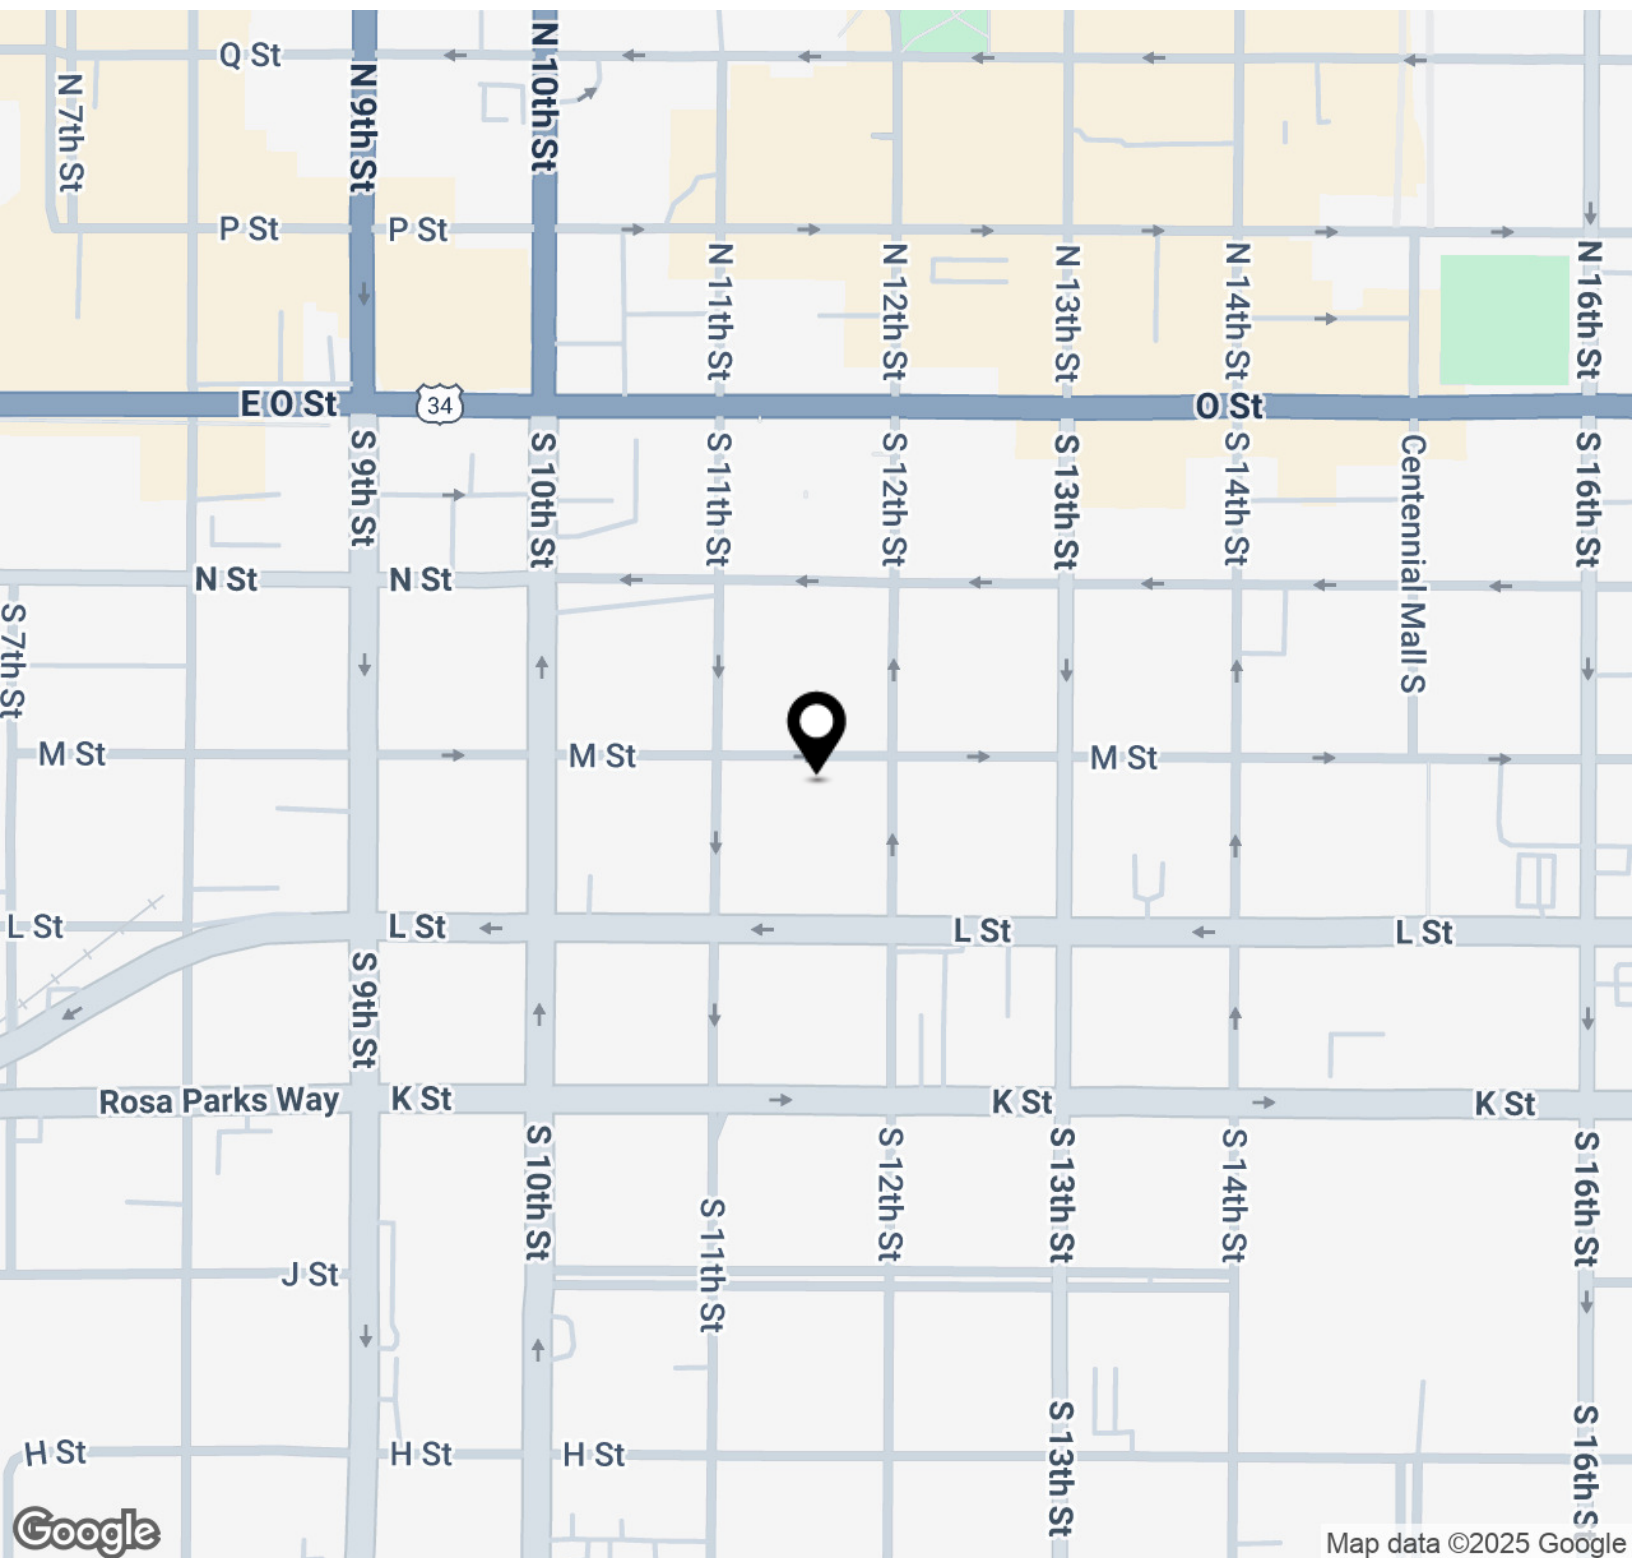 Q St
N 7th St
N 9th St
N 10th St
P St
P St
N 11th St
N 12th St
N 13th St
N 14th St
N 16th St
E O St
34
O St
S 9th St
S 10th St
S 11th St
S 12th St
S 13th St
S 14th St
Centennial Mall S
S 16th St
N St
N St
S 7th St
M St
M St
M St
L St
L St
L St
L St
S 9th St
Rosa Parks Way
K St
K St
K St
S 10th St
S 11th St
S 12th St
S 13th St
S 14th St
S 16th St
J St
H St
H St
H St
S 13th St
S 16th St
Google
Map data ©2025 Google